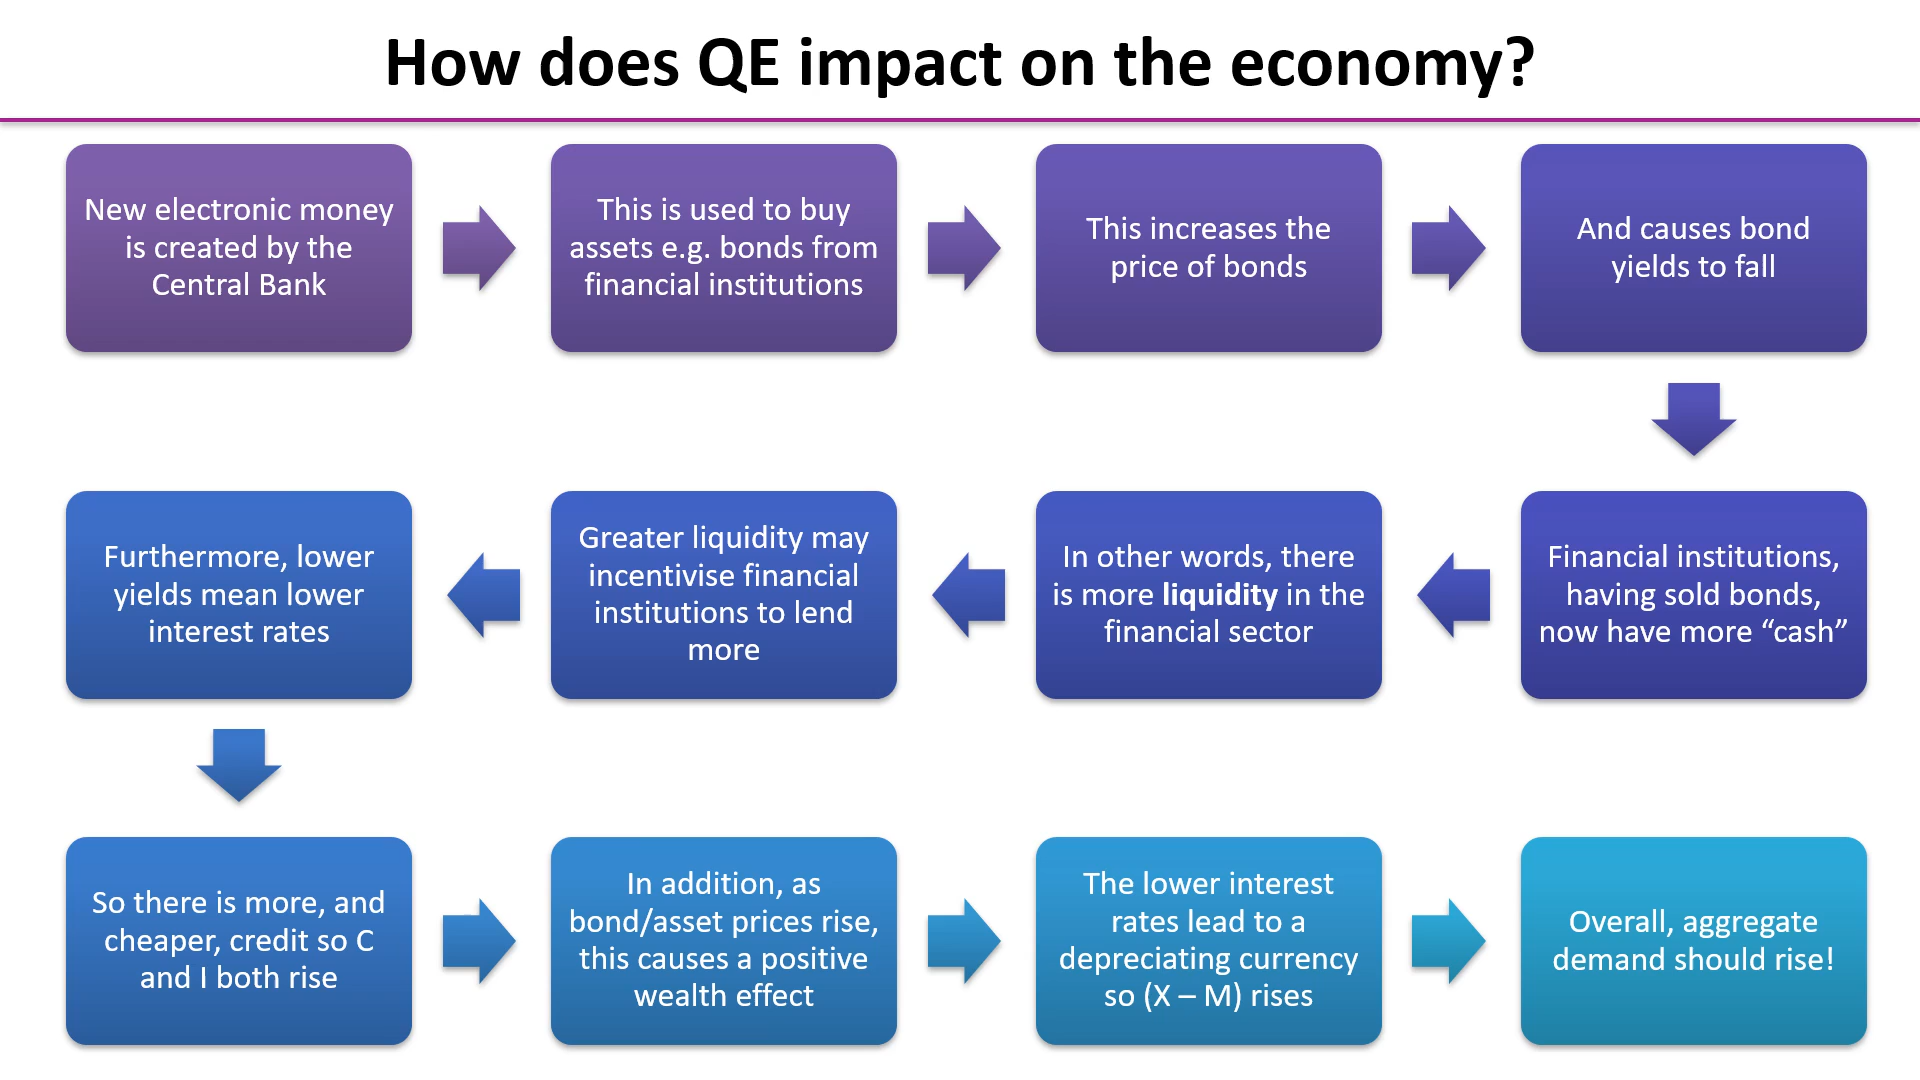 How does QE impact on the economy?
New electronic money
is created by the
Central Bank
This is used to buy
assets e.g. bonds from
financial institutions
This increases the
price of bonds
And causes bond
yields to fall
Financial institutions,
having sold bonds,
now have more “cash”
In other words, there
is more liquidity in the
financial sector
Greater liquidity may
incentivise financial
institutions to lend
more
Furthermore, lower
yields mean lower
interest rates
So there is more, and
cheaper, credit so C
and I both rise
In addition, as
bond/asset prices rise,
this causes a positive
wealth effect
The lower interest
rates lead to a
depreciating currency
so (X – M) rises
Overall, aggregate
demand should rise!